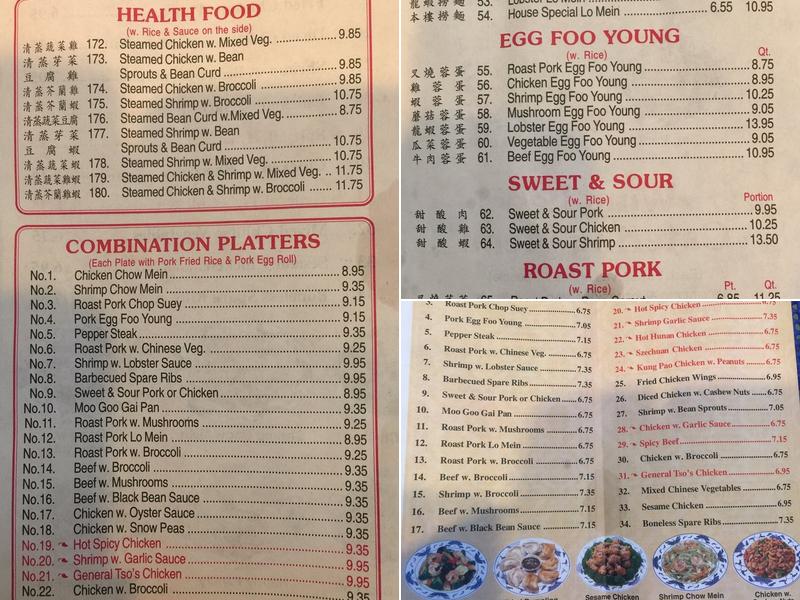 HEALTH FOOD
(w. Rice & Sauce on the side)
清蒸蔬菜雞 172. Steamed Chicken w. Mixed Veg. 9.85
清蒸芽菜 173. Steamed Chicken w. Bean
豆腐雞 Sprouts & Bean Curd 9.85
清蒸芥蘭雞 174. Steamed Chicken w. Broccoli 9.85
清蒸芥蘭蝦 175. Steamed Shrimp w. Broccoli 10.75
清蒸蔬菜豆腐 176. Steamed Bean Curd w.Mixed Veg. 8.75
清蒸芽菜 177. Steamed Shrimp w. Bean
豆腐蝦 Sprouts & Bean Curd 10.75
清蒸蔬菜蝦 178. Steamed Shrimp w. Mixed Veg. 10.75
清蒸蔬菜雞蝦 179. Steamed Chicken & Shrimp w. Mixed Veg. 11.75
清蒸芥蘭雞蝦 180. Steamed Chicken & Shrimp w. Broccoli 11.75
COMBINATION PLATTERS
(Each Plate with Pork Fried Rice & Pork Egg Roll)
No.1. Chicken Chow Mein 8.95
No.2. Shrimp Chow Mein 9.35
No.3. Roast Pork Chop Suey 9.15
No.4. Pork Egg Foo Young 9.15
No.5. Pepper Steak 9.35
No.6. Roast Pork w. Chinese Veg. 9.25
No.7. Shrimp w. Lobster Sauce 9.95
No.8. Barbecued Spare Ribs 9.95
No.9. Sweet & Sour Pork or Chicken 8.95
No.10. Moo Goo Gai Pan 9.35
No.11. Roast Pork w. Mushrooms 9.25
No.12. Roast Pork Lo Mein 8.95
No.13. Roast Pork w. Broccoli 9.25
No.14. Beef w. Broccoli 9.35
No.15. Beef w. Mushrooms 9.35
No.16. Beef w. Black Bean Sauce 9.35
No.17. Chicken w. Oyster Sauce 9.35
No.18. Chicken w. Snow Peas 9.35
No.19. Hot Spicy Chicken 9.35
No.20. Shrimp w. Garlic Sauce 9.35
No.21. General Tso's Chicken 9.95
No.22. Chicken w. Broccoli 9.35
龍蝦撈麵 53. Lobster Lo Mein
本樓撈麵 54. House Special Lo Mein 6.55 10.95
EGG FOO YOUNG
(w. Rice) Qt.
叉燒蓉蛋 55. Roast Pork Egg Foo Young 8.75
雞蓉蛋 56. Chicken Egg Foo Young 8.95
蝦蓉蛋 57. Shrimp Egg Foo Young 10.25
蘑菇蓉蛋 58. Mushroom Egg Foo Young 9.05
龍蝦蓉蛋 59. Lobster Egg Foo Young 13.95
瓜菜蓉蛋 60. Vegetable Egg Foo Young 9.05
牛肉蓉蛋 61. Beef Egg Foo Young 10.95
SWEET & SOUR
(w. Rice) Portion
甜酸肉 62. Sweet & Sour Pork 9.95
甜酸雞 63. Sweet & Sour Chicken 10.25
甜酸蝦 64. Sweet & Sour Shrimp 13.50
ROAST PORK
(w. Rice) Pt. Qt.
65. 6.85 11.25
3. Roast Pork Chop Suey 6.75
4. Pork Egg Foo Young 7.05
5. Pepper Steak 7.15
6. Roast Pork w. Chinese Veg. 6.75
7. Shrimp w. Lobster Sauce 7.35
8. Barbecued Spare Ribs 7.35
9. Sweet & Sour Pork or Chicken 6.75
10. Moo Goo Gai Pan 6.75
11. Roast Pork w. Mushrooms 6.75
12. Roast Pork Lo Mein 6.75
13. Roast Pork w. Broccoli 6.75
14. Beef w. Broccoli 7.15
15. Shrimp w. Broccoli 7.35
16. Beef w. Mushrooms 7.15
17. Beef w. Black Bean Sauce 7.15
20. Hot Spicy Chicken 6.75
21. Shrimp Garlic Sauce 7.35
22. Hot Hunan Chicken 6.75
23. Szechuan Chicken 6.75
24. Kung Pao Chicken w. Peanuts 6.75
25. Fried Chicken Wings 6.95
26. Diced Chicken w. Cashew Nuts 6.75
27. Shrimp w. Bean Sprouts 7.05
28. Chicken w. Garlic Sauce 6.75
29. Spicy Beef 7.15
30. Chicken w. Broccoli 6.75
31. General Tso's Chicken 6.95
32. Mixed Chinese Vegetables 6.75
33. Sesame Chicken 6.95
34. Boneless Spare Ribs 7.35
Sesame Chicken
Shrimp Chow Mein
Chicken w.